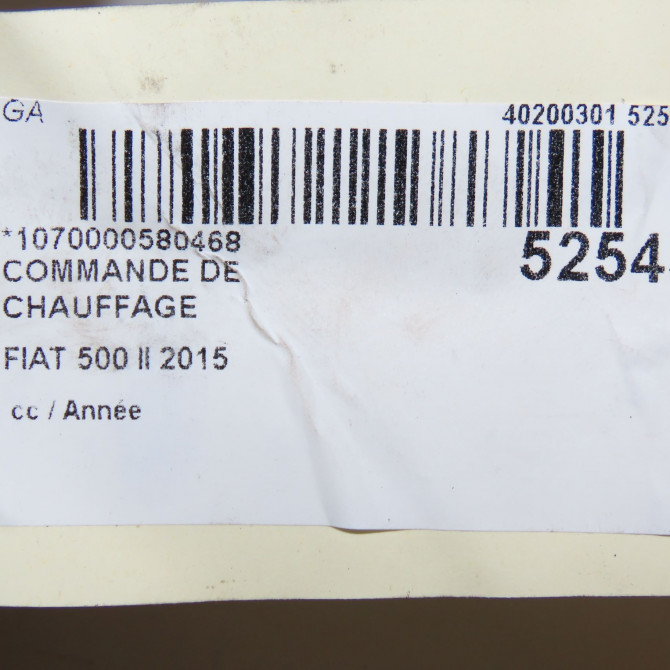 GA 40200301 525
*1070000580468
5254
COMMANDE DE
CHAUFFAGE
FIAT 500 II 2015
cc / Année